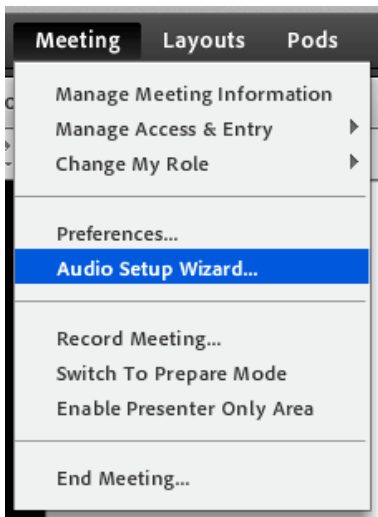 Meeting Layouts Pods
Manage Meeting Information
Manage Access & Entry
Change My Role
Preferences...
Audio Setup Wizard...
Record Meeting...
Switch To Prepare Mode
Enable Presenter Only Area
End Meeting...